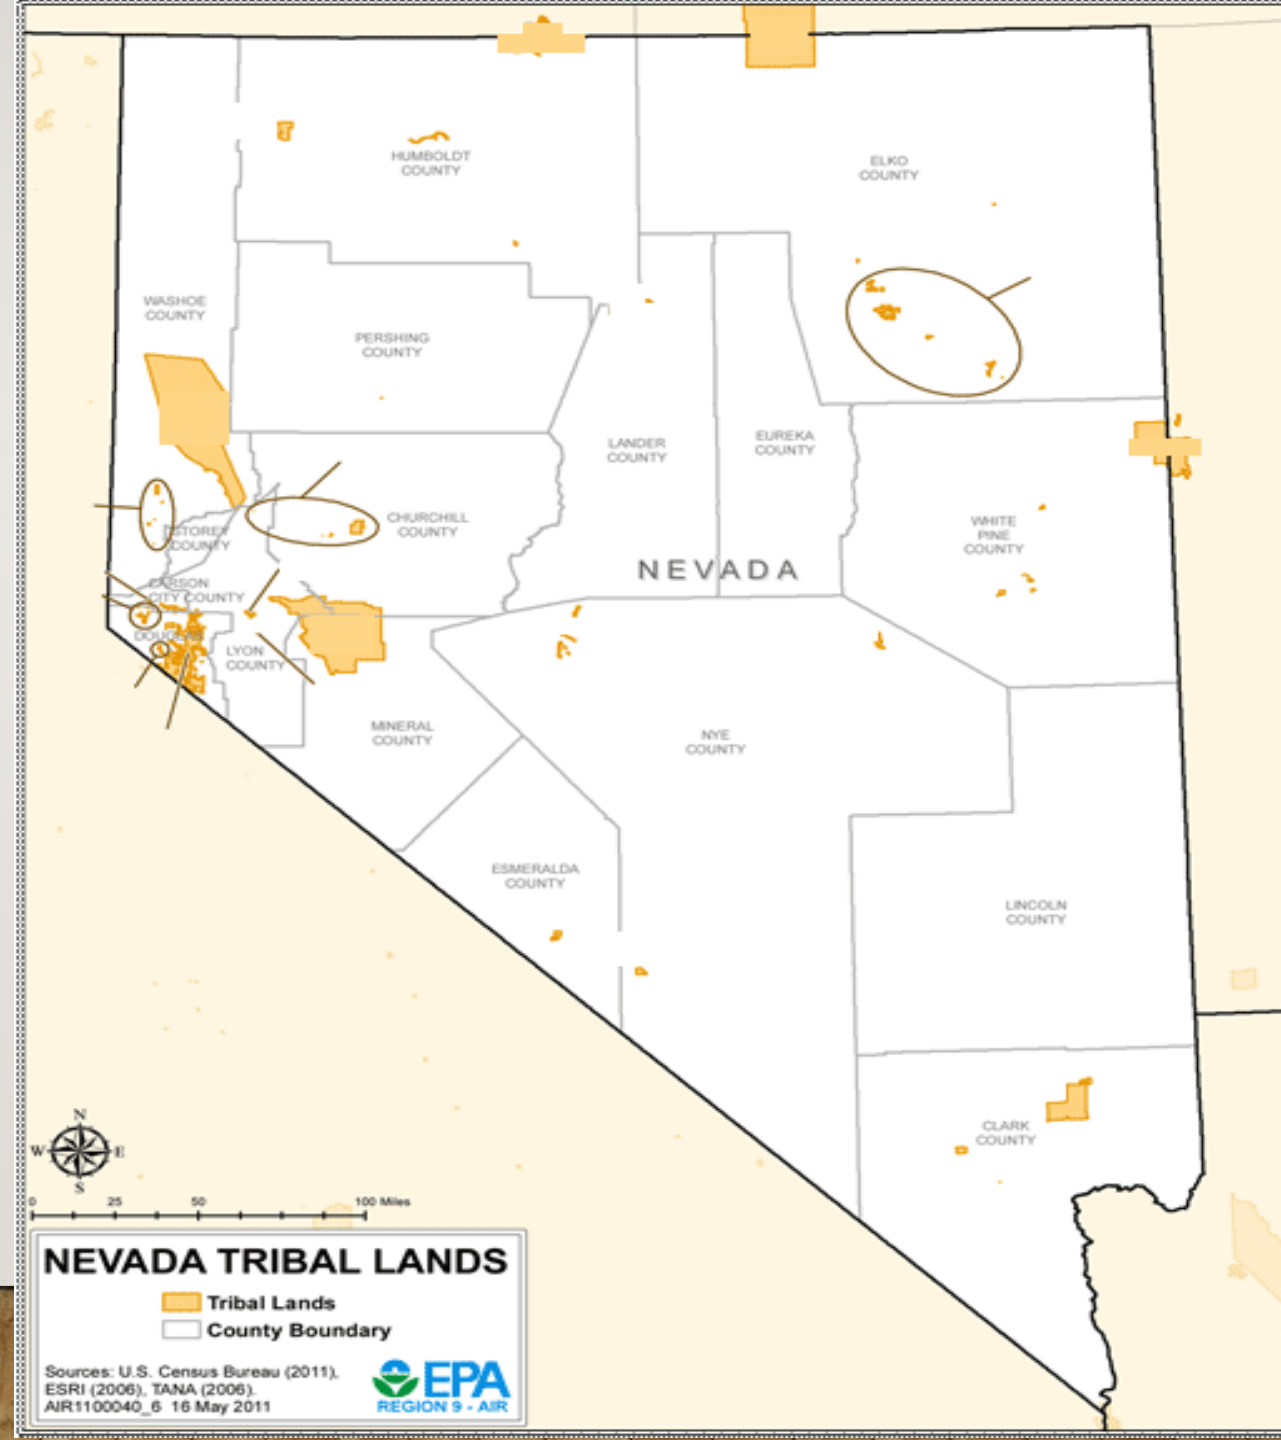 HUMBOLDT
COUNTY
ELKO
COUNTY
WASHOE
COUNTY
PERSHING
COUNTY
LANDER
COUNTY
EUREKA
COUNTY
CHURCHILL
COUNTY
STOREY
COUNTY
WHITE
PINE
COUNTY
NEVADA
CARSON
CITY COUNTY
DOUGLAS
LYON
COUNTY
MINERAL
COUNTY
NYE
COUNTY
ESMERALDA
COUNTY
LINCOLN
COUNTY
CLARK
COUNTY
N
W
E
S
0 25 50 100 Miles
NEVADA TRIBAL LANDS
Tribal Lands
County Boundary
Sources: U.S. Census Bureau (2011),
ESRI (2006), TANA (2006).
AIR1100040_6 16 May 2011
EPA
REGION 9 - AIR